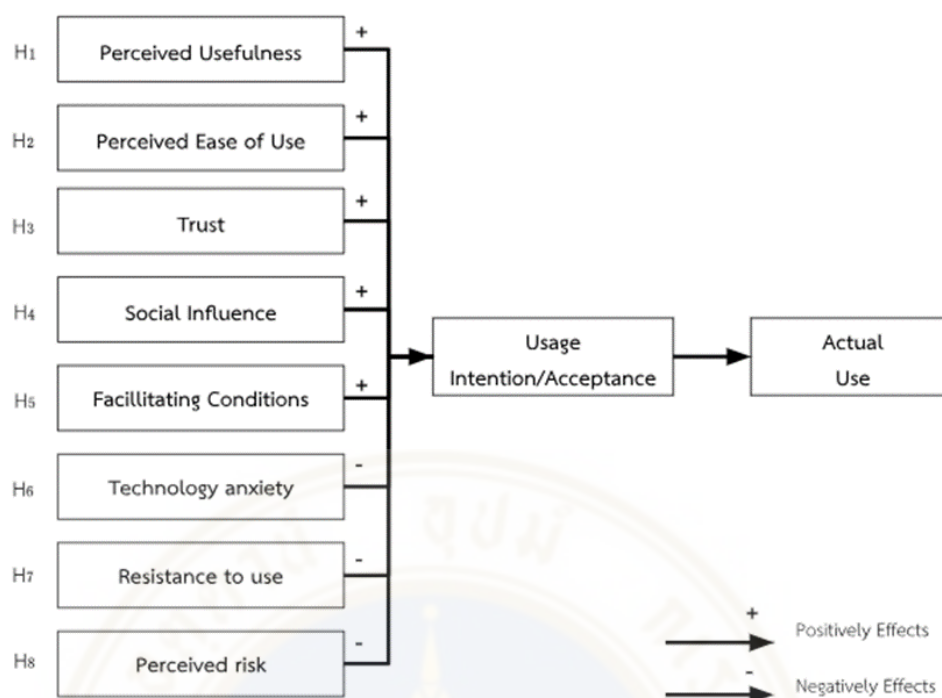 H1 Perceived Usefulness +
H2 Perceived Ease of Use +
H3 Trust +
H4 Social Influence +
Usage
Intention/Acceptance
Actual
Use
H5 Facillitating Conditions +
H6 Technology anxiety -
H7 Resistance to use -
H8 Perceived risk -
+ Positively Effects
- Negatively Effects